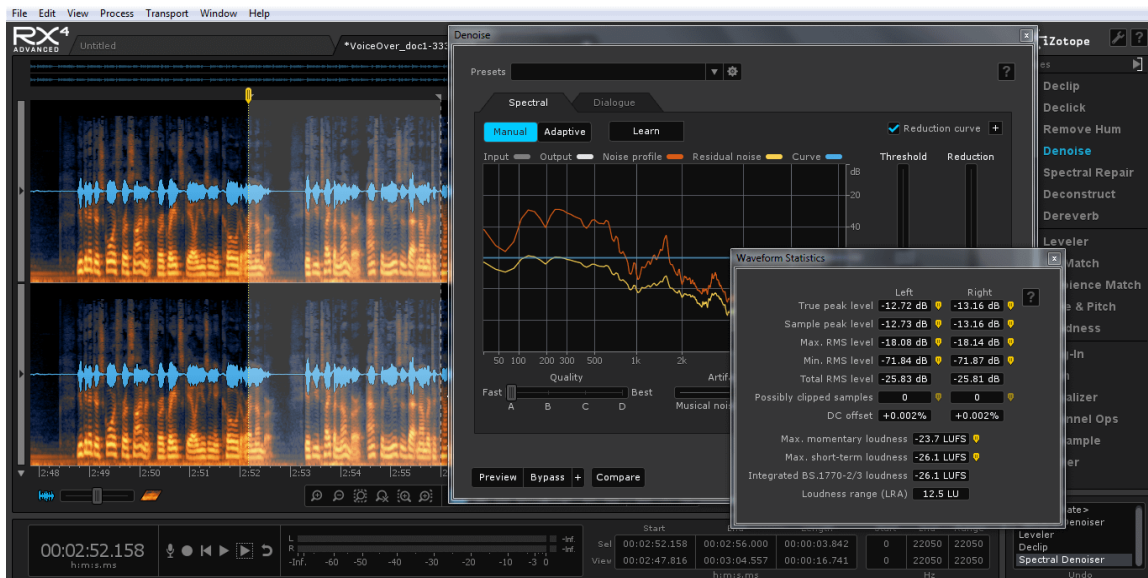 File Edit View Process Transport Window Help
RX4
ADVANCED
Untitled
*VoiceOver_doc1-333
Denoise
x
iZotope
?
Presets
?
Declip
Declick
Remove Hum
Denoise
Spectral Repair
Deconstruct
Dereverb
Leveler
Match
ience Match
& Pitch
Spectral Dialogue
Manual Adaptive Learn
Reduction curve +
Input Output Noise profile Residual noise Curve
Threshold Reduction
dB
-20
-40
50 100 200 300 500 1k 2k
Quality
Fast Best
A B C D
Musical noi
Preview Bypass + Compare
Waveform Statistics
x
Left Right
?
True peak level -12.72 dB -13.16 dB
Sample peak level -12.73 dB -13.16 dB
Max. RMS level -18.08 dB -18.14 dB
Min. RMS level -71.84 dB -71.87 dB
Total RMS level -25.83 dB -25.81 dB
Possibly clipped samples 0 0
DC offset +0.002% +0.002%
Max. momentary loudness -23.7 LUFS
Max. short-term loudness -26.1 LUFS
Integrated BS.1770-2/3 loudness -26.1 LUFS
Loudness range (LRA) 12.5 LU
2:48 2:49 2:50 2:51 2:52 2:53 2:54 2:55
00:02:52.158
h:m:s.ms
L
R
-Inf.
-Inf.
-Inf. -60 -50 -40 -30 -20 -10 -3 0
Start
Sel 00:02:52.158 00:02:56.000 00:00:03.842 0 22050 22050
View 00:02:47.816 00:03:04.557 00:00:16.741 0 22050 22050
h:m:s.ms Hz
Denoiser
Leveler
Declip
Spectral Denoiser
Undo